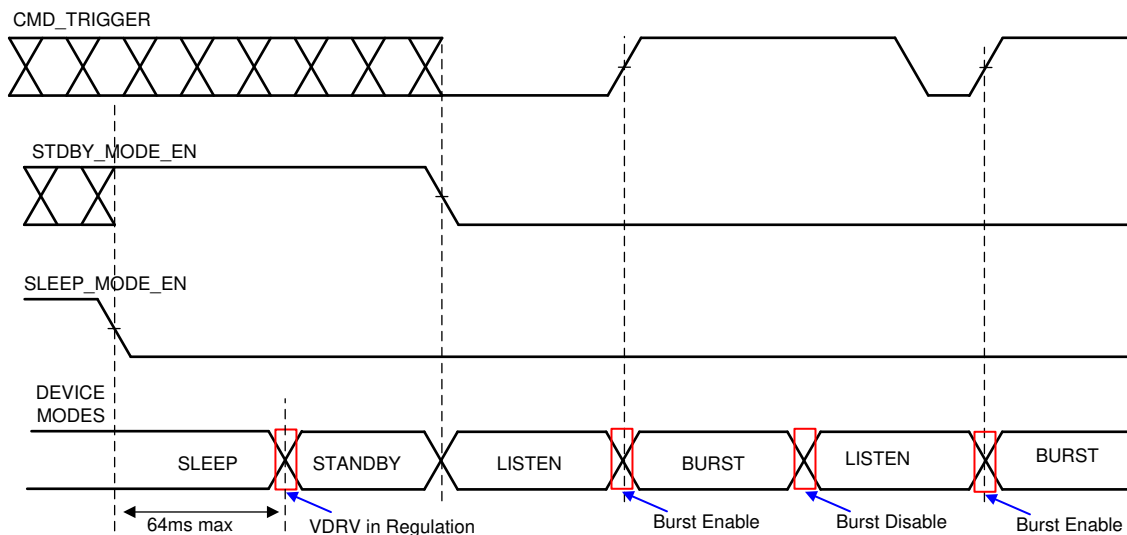 CMD_TRIGGER
STDBY_MODE_EN
SLEEP_MODE_EN
DEVICE
MODES
SLEEP
STANDBY
LISTEN
BURST
LISTEN
BURST
64ms max
VDRV in Regulation
Burst Enable
Burst Disable
Burst Enable